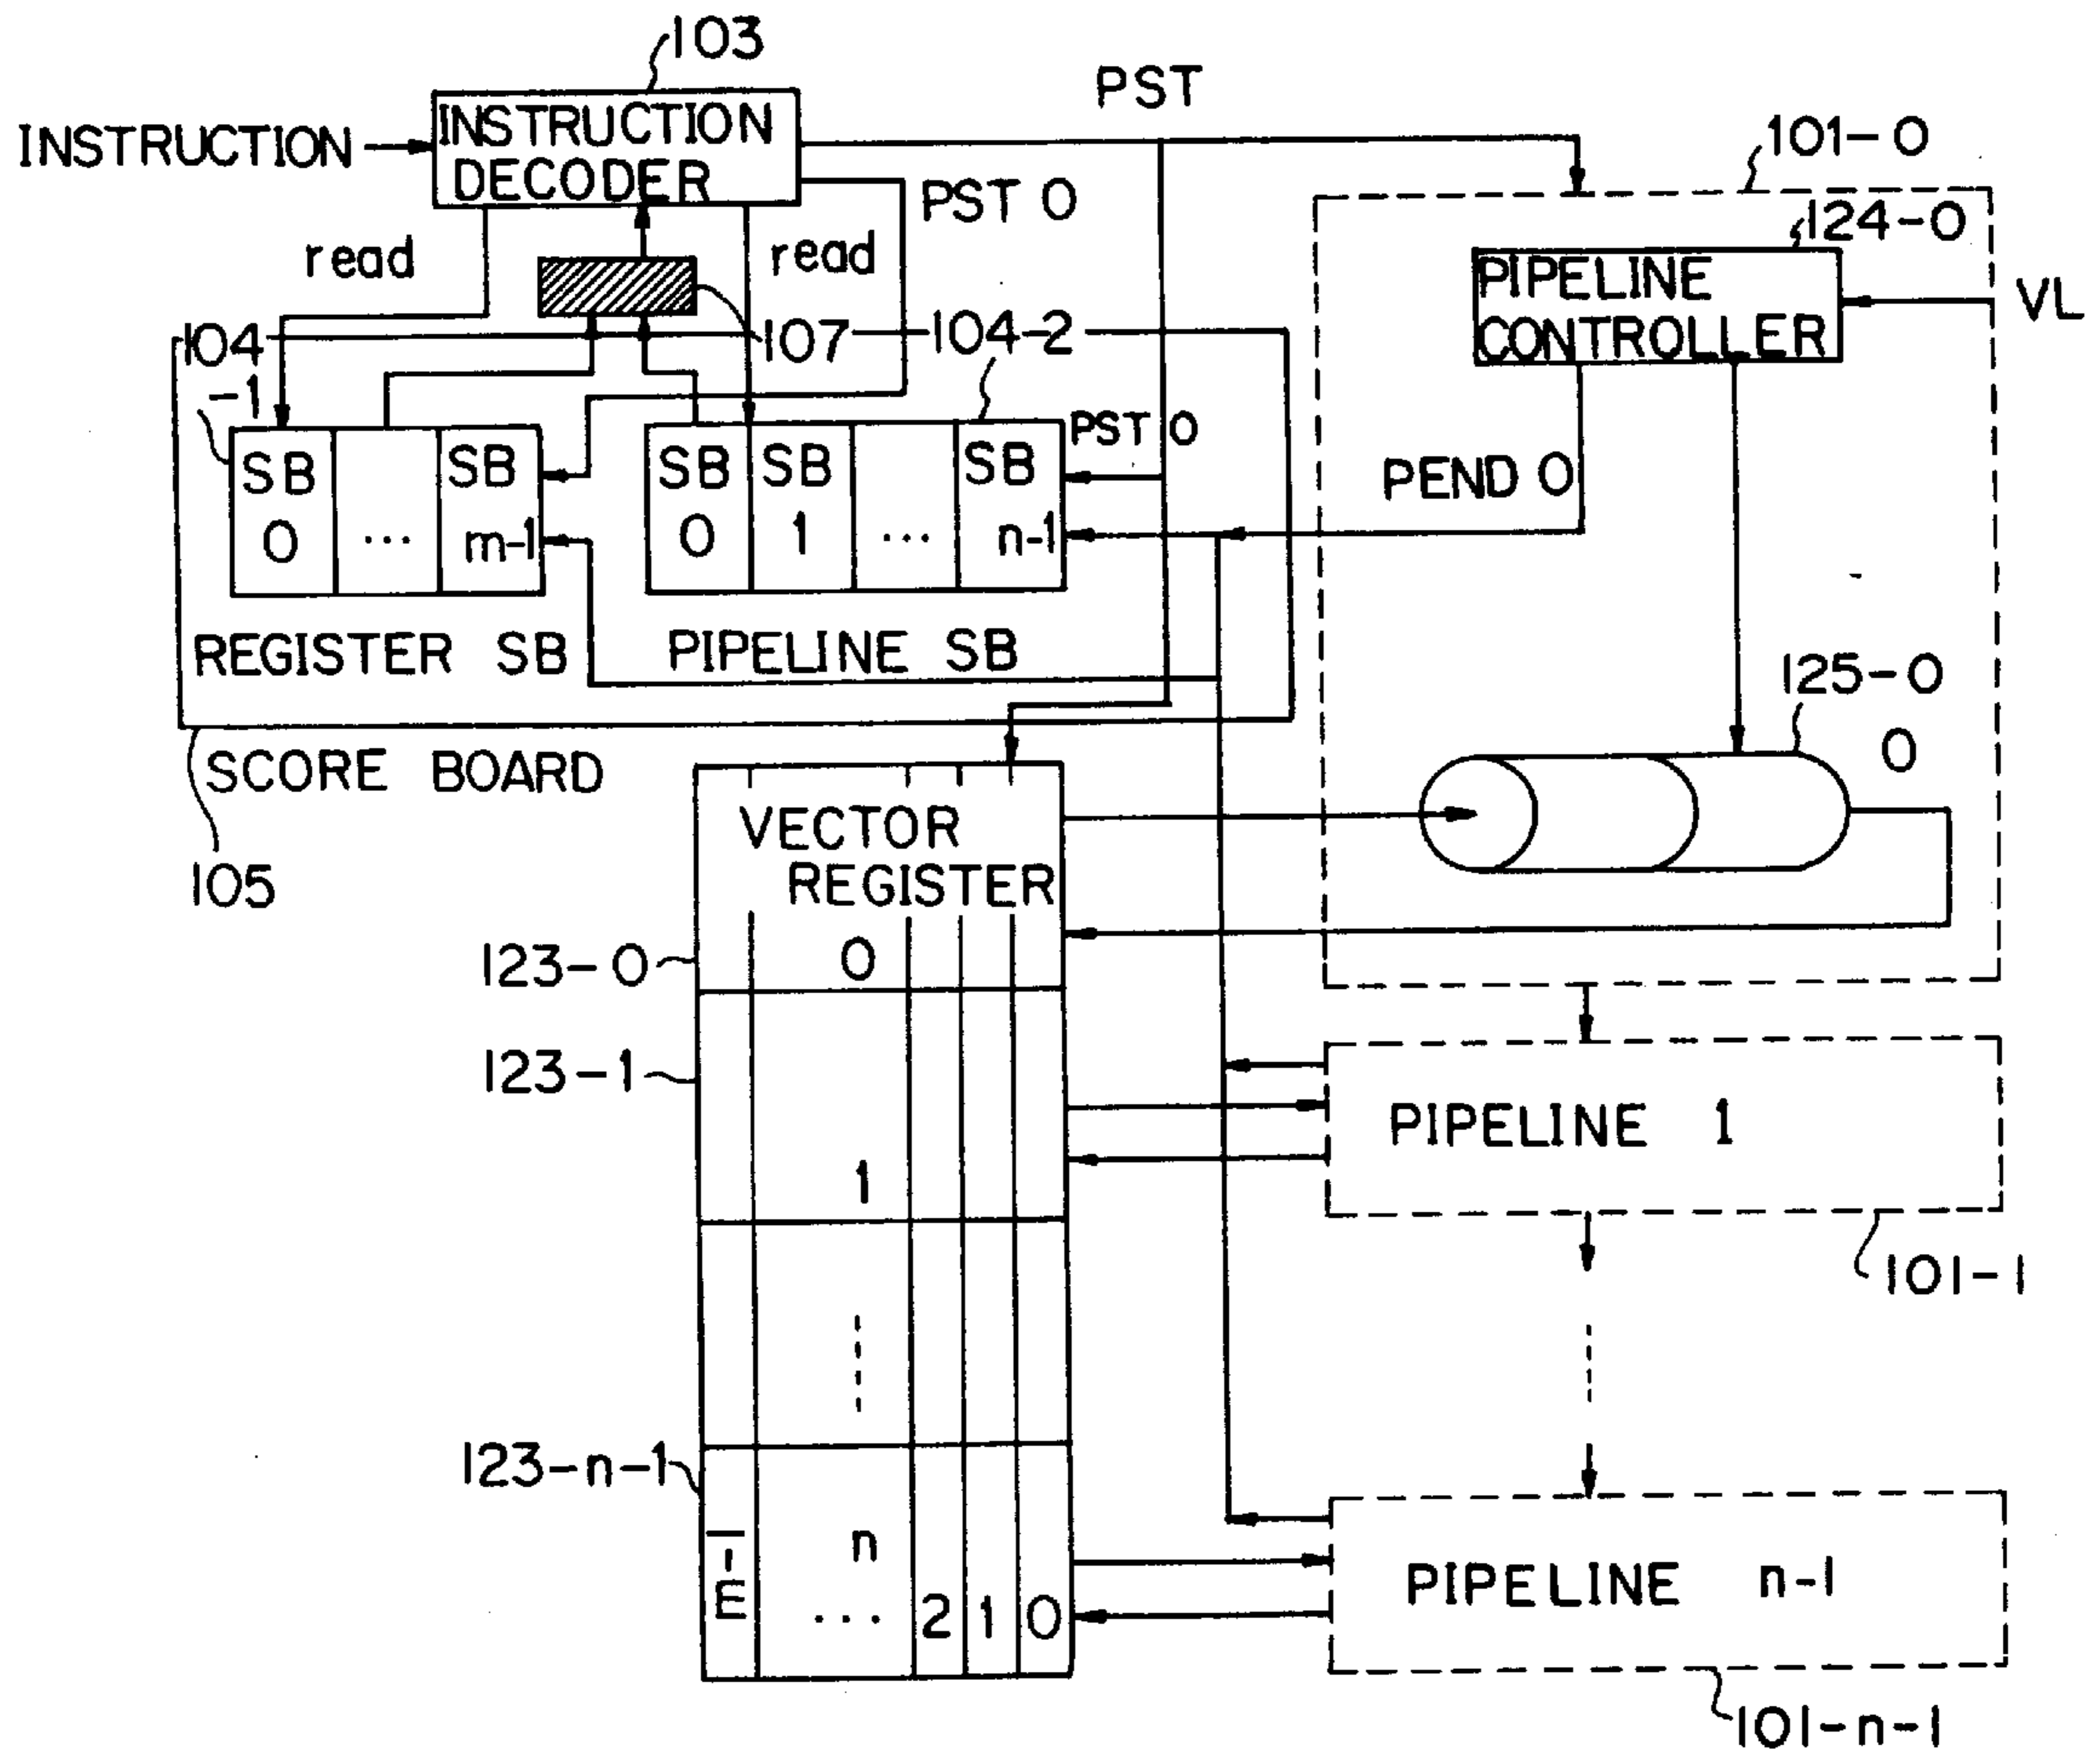 103
PST
INSTRUCTION
INSTRUCTION
DECODER
101-0
PST 0
124-0
read
read
PIPELINE
CONTROLLER
VL
104
-1
107
104-2
PST 0
SB
0
...
SB
m-1
SB
0
SB
1
...
SB
n-1
PEND 0
REGISTER SB
PIPELINE SB
125-0
0
SCORE BOARD
105
VECTOR
REGISTER
123-0
0
123-1
1
PIPELINE 1
101-1
123-n-1
n
m-1
... 2 1 0
PIPELINE n-1
101-n-1